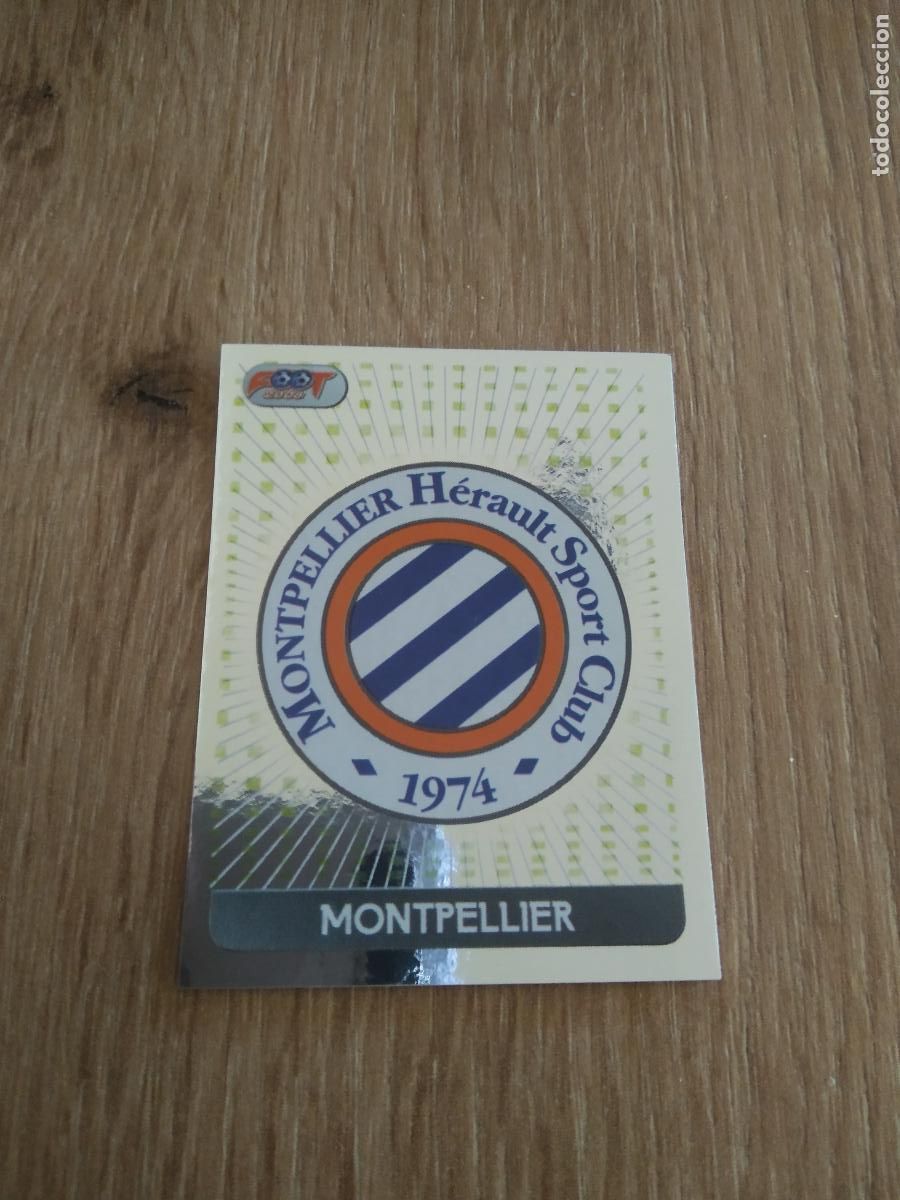 todocoleccion
FOOT
MONTPELLIER Hérault Sport Club
1974
MONTPELLIER